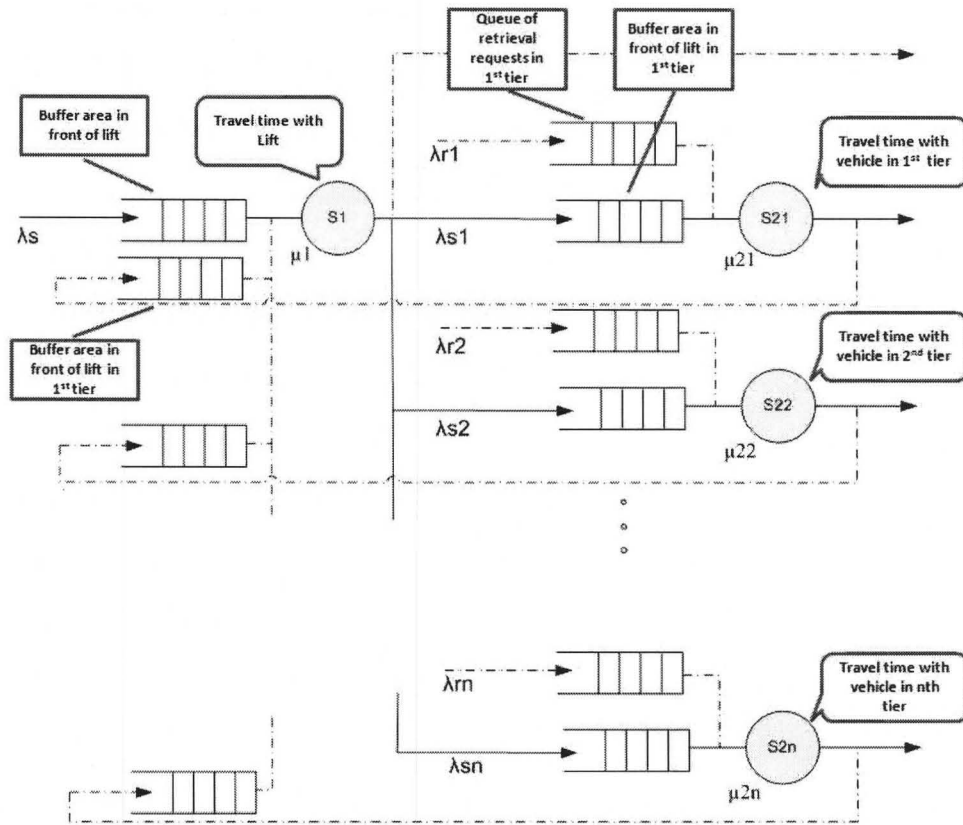 Queue of
retrieval
requests in
1st tier
Buffer area in
front of lift in
1st tier
Buffer area in
front of lift
Travel time with
Lift
Travel time with
vehicle in 1st tier
λr1
λs
S1
μ1
λs1
S21
μ21
Buffer area in
front of lift in
1st tier
λr2
Travel time with
vehicle in 2nd tier
λs2
S22
μ22
λrn
Travel time with
vehicle in nth
tier
λsn
S2n
μ2n